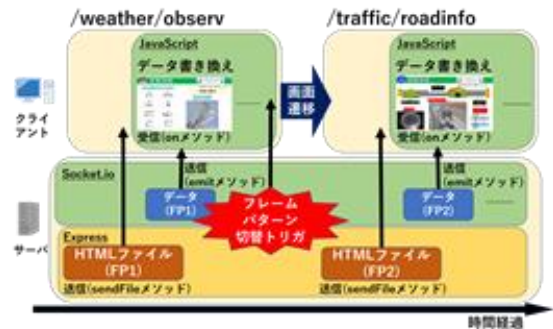 /weather/observ
/traffic/roadinfo
JavaScript
データ書き換え
JavaScript
データ書き換え
画面
遷移
クライ
アント
受信(onメソッド)
受信(onメソッド)
Socket.io
送信
(emitメソッド)
送信
(emitメソッド)
データ
(FP1)
データ
(FP2)
フレーム
パターン
切替トリガ
サーバ
Express
HTMLファイル
(FP1)
HTMLファイル
(FP2)
送信(sendFileメソッド)
送信(sendFileメソッド)
時間経過